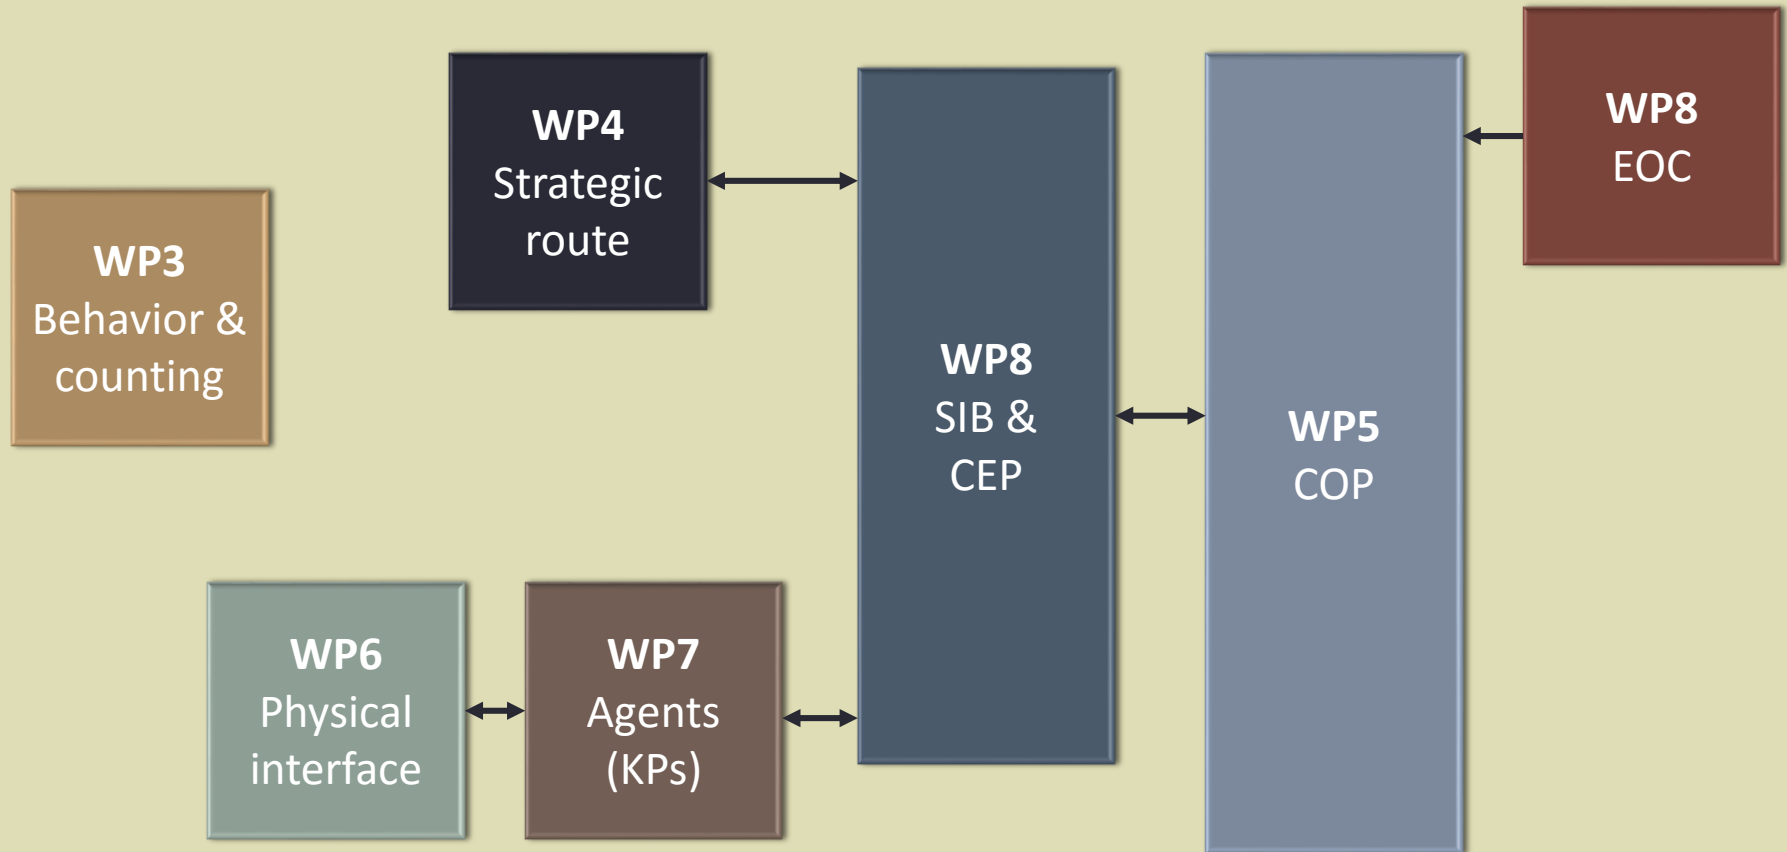 WP3
Behavior &
counting
WP4
Strategic
route
WP6
Physical
interface
WP7
Agents
(KPs)
WP8
SIB &
CEP
WP5
COP
WP8
EOC